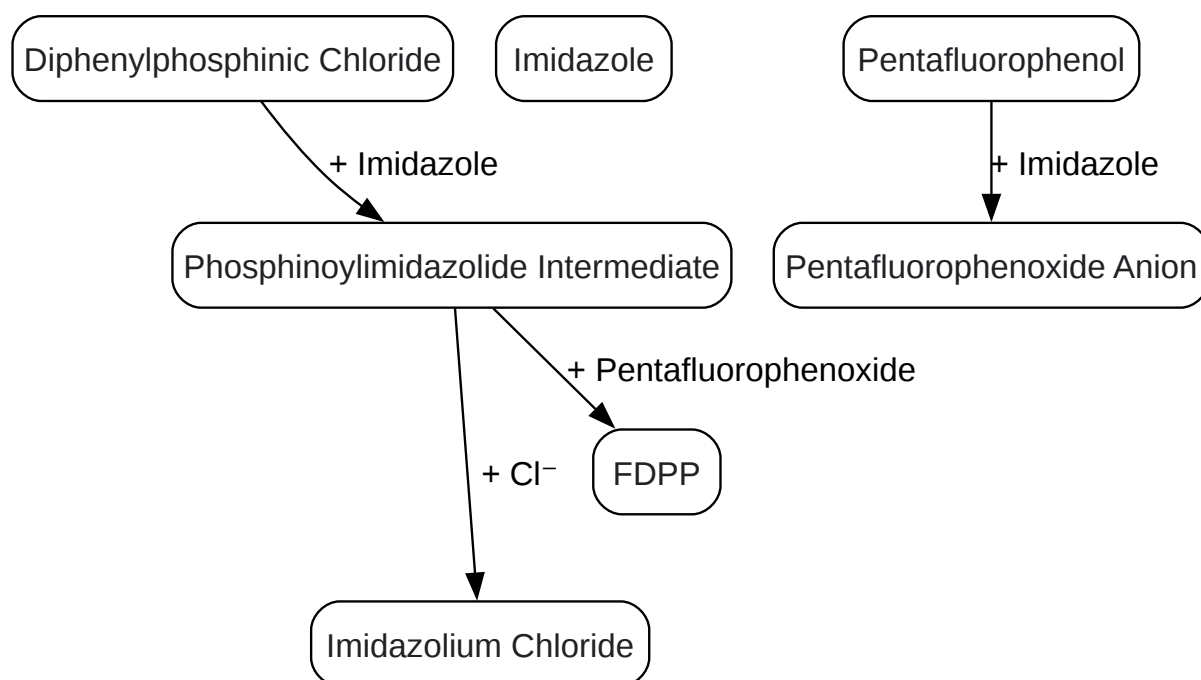 Diphenylphosphinic Chloride
Imidazole
Pentafluorophenol
+ Imidazole
+ Imidazole
Phosphinoylimidazolide Intermediate
Pentafluorophenoxide Anion
+ Pentafluorophenoxide
+ Cl⁻
FDPP
Imidazolium Chloride